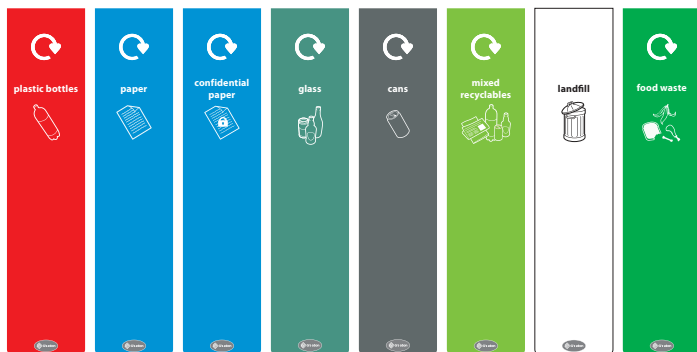 plastic bottles
paper
confidential
paper
glass
cans
mixed
recyclables
landfill
food waste